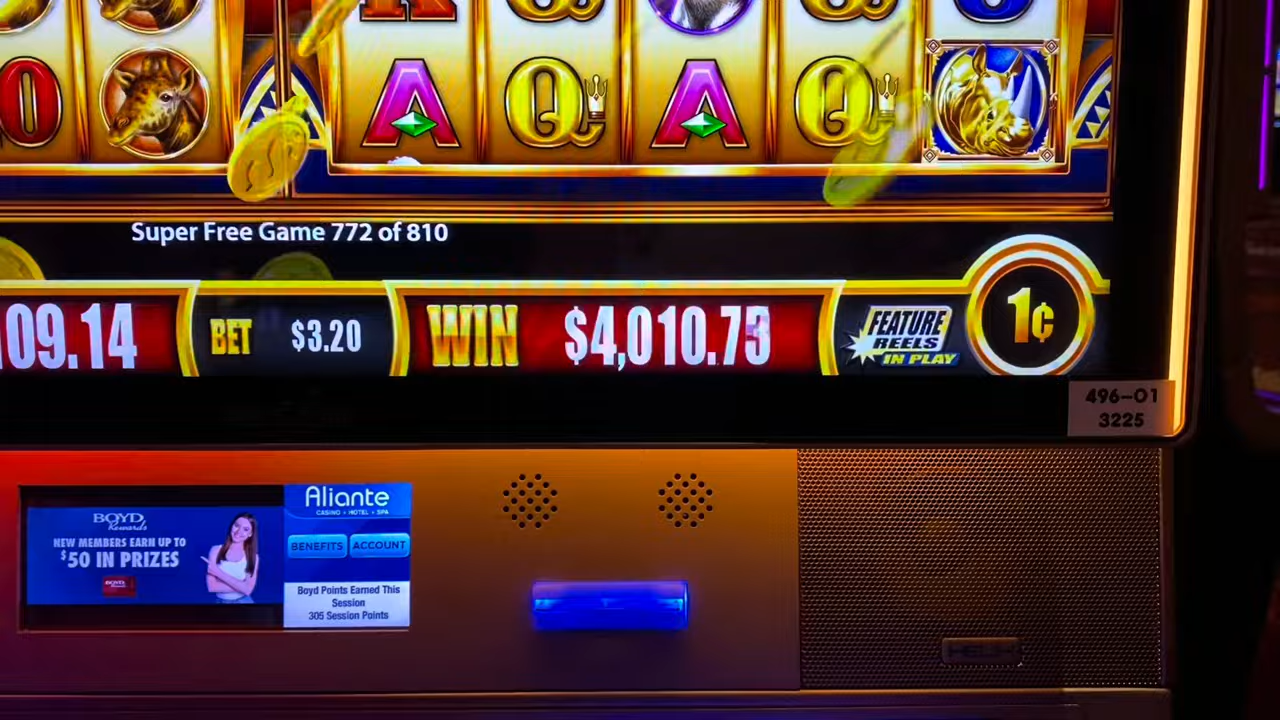 A Q A Q
Super Free Game 772 of 810
09.14 BET $3.20 WIN $4,010.73 FEATURE REELS IN PLAY 1¢
496-01
3225
BOYD
Rewards
NEW MEMBERS EARN UP TO
$50 IN PRIZES
Aliante
CASINO • HOTEL • SPA
BENEFITS ACCOUNT
Boyd Points Earned This
Session
305 Session Points
HELIX